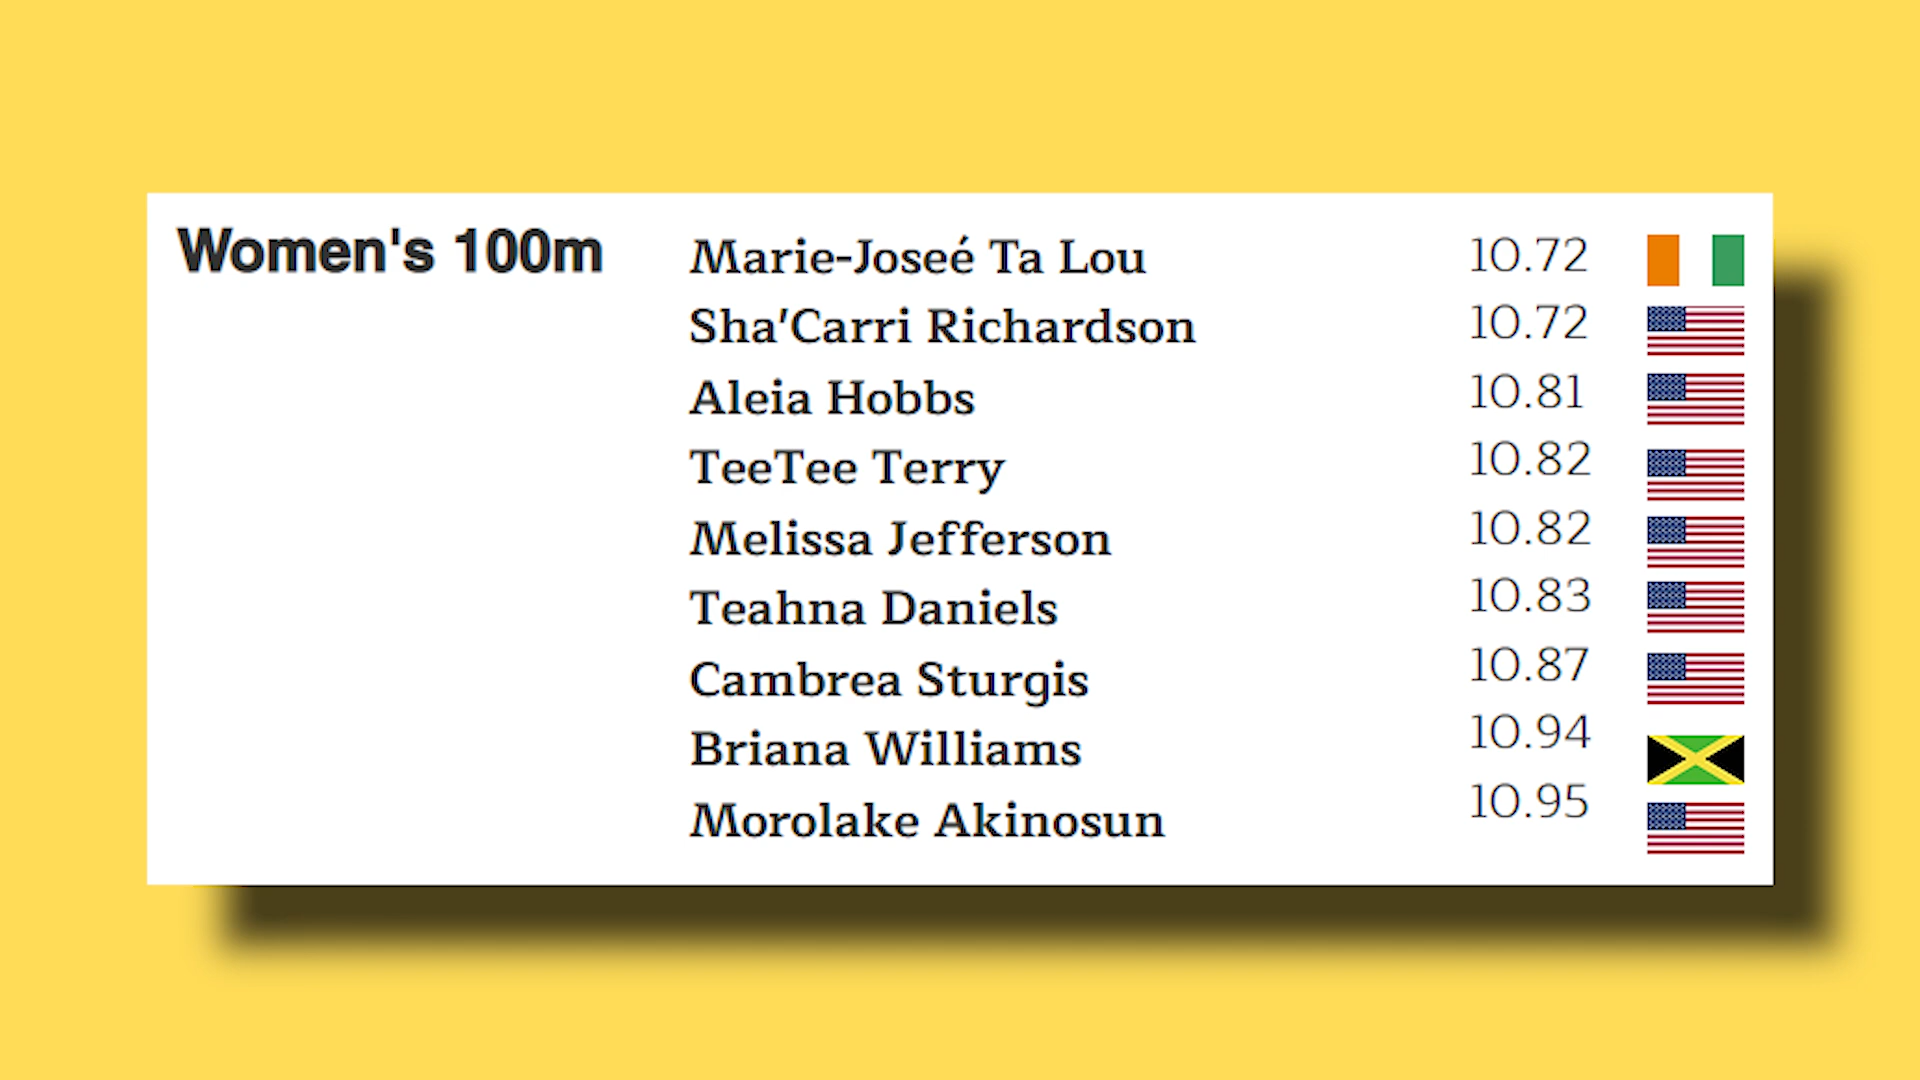 Women's 100m
Marie-Joseé Ta Lou 10.72
Sha'Carri Richardson 10.72
Aleia Hobbs 10.81
TeeTee Terry 10.82
Melissa Jefferson 10.82
Teahna Daniels 10.83
Cambrea Sturgis 10.87
Briana Williams 10.94
Morolake Akinosun 10.95